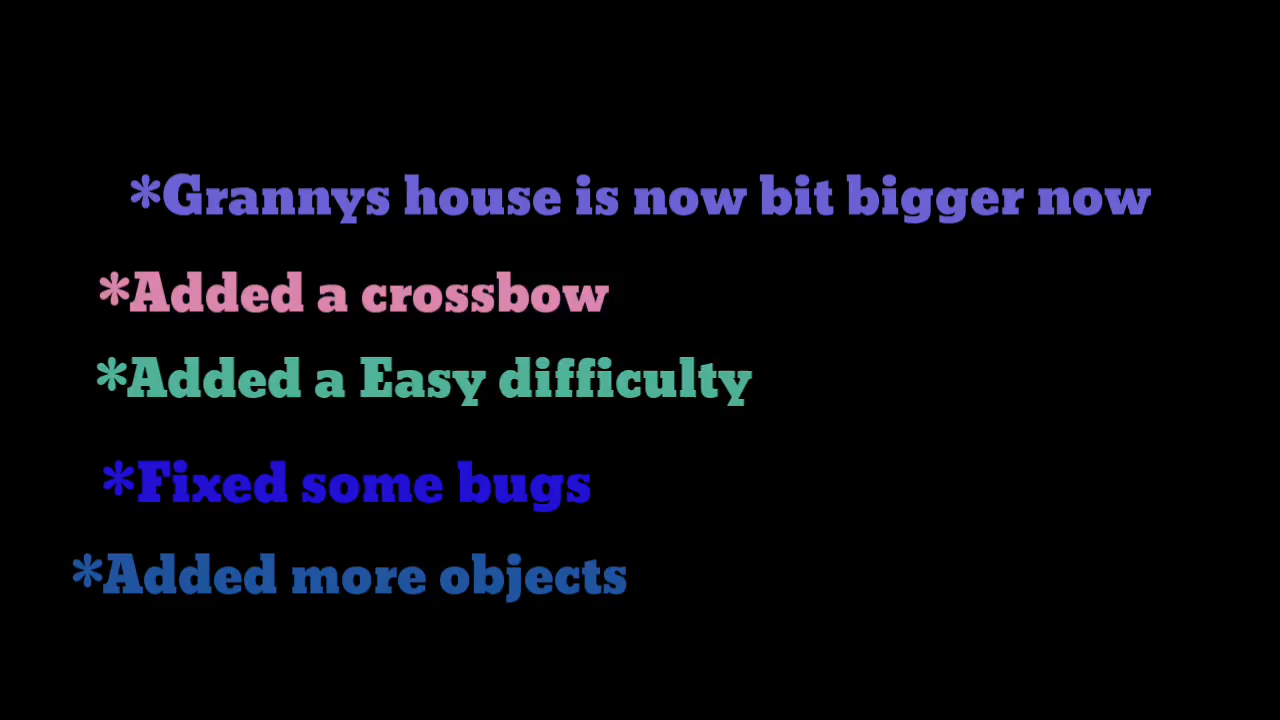 *Grannys house is now bit bigger now
*Added a crossbow
*Added a Easy difficulty
*Fixed some bugs
*Added more objects